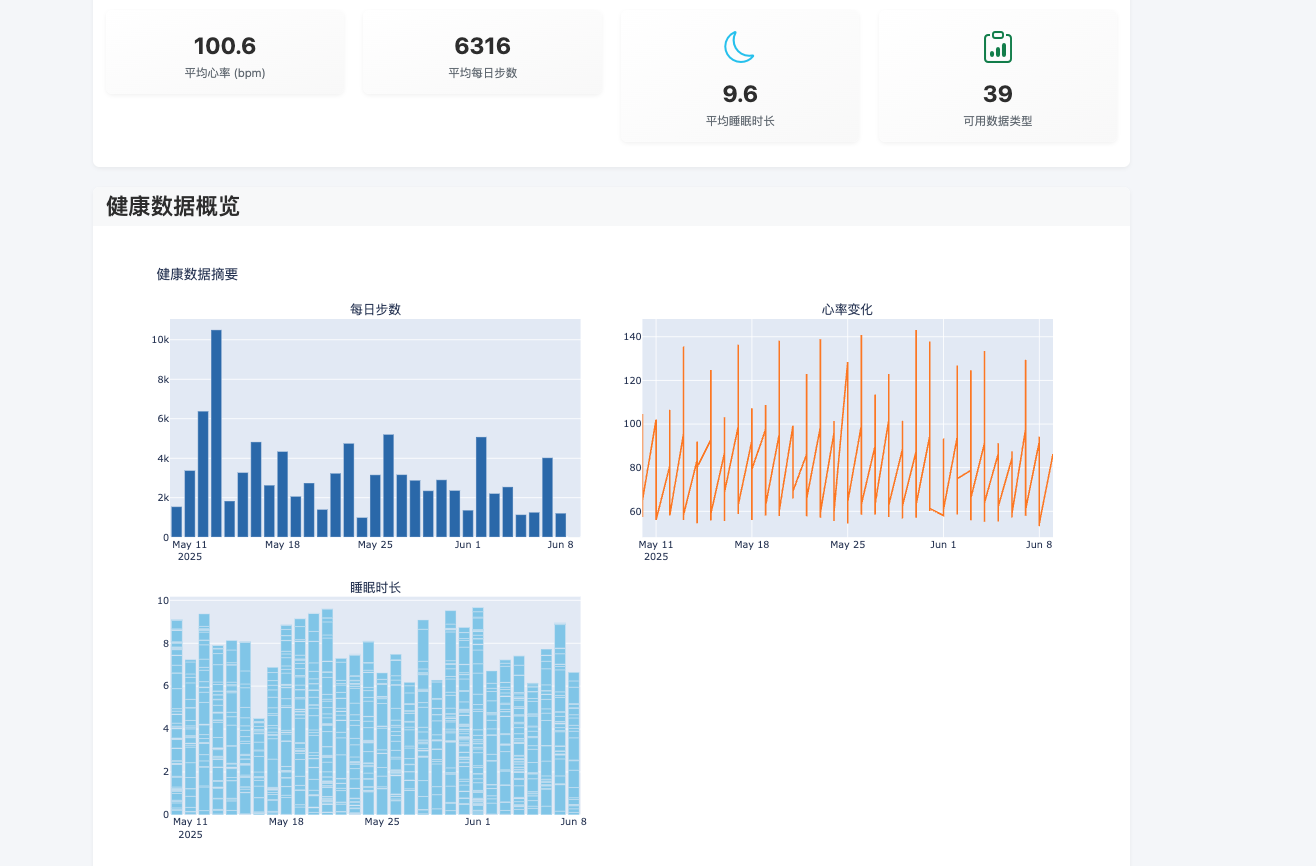 100.6
平均心率 (bpm)
6316
平均每日步数
9.6
平均睡眠时长
39
可用数据类型
健康数据概览
健康数据摘要
每日步数
10k
8k
6k
4k
2k
0
May 11
2025
May 18
May 25
Jun 1
Jun 8
心率变化
140
120
100
80
60
May 11
2025
May 18
May 25
Jun 1
Jun 8
睡眠时长
10
8
6
4
2
0
May 11
2025
May 18
May 25
Jun 1
Jun 8